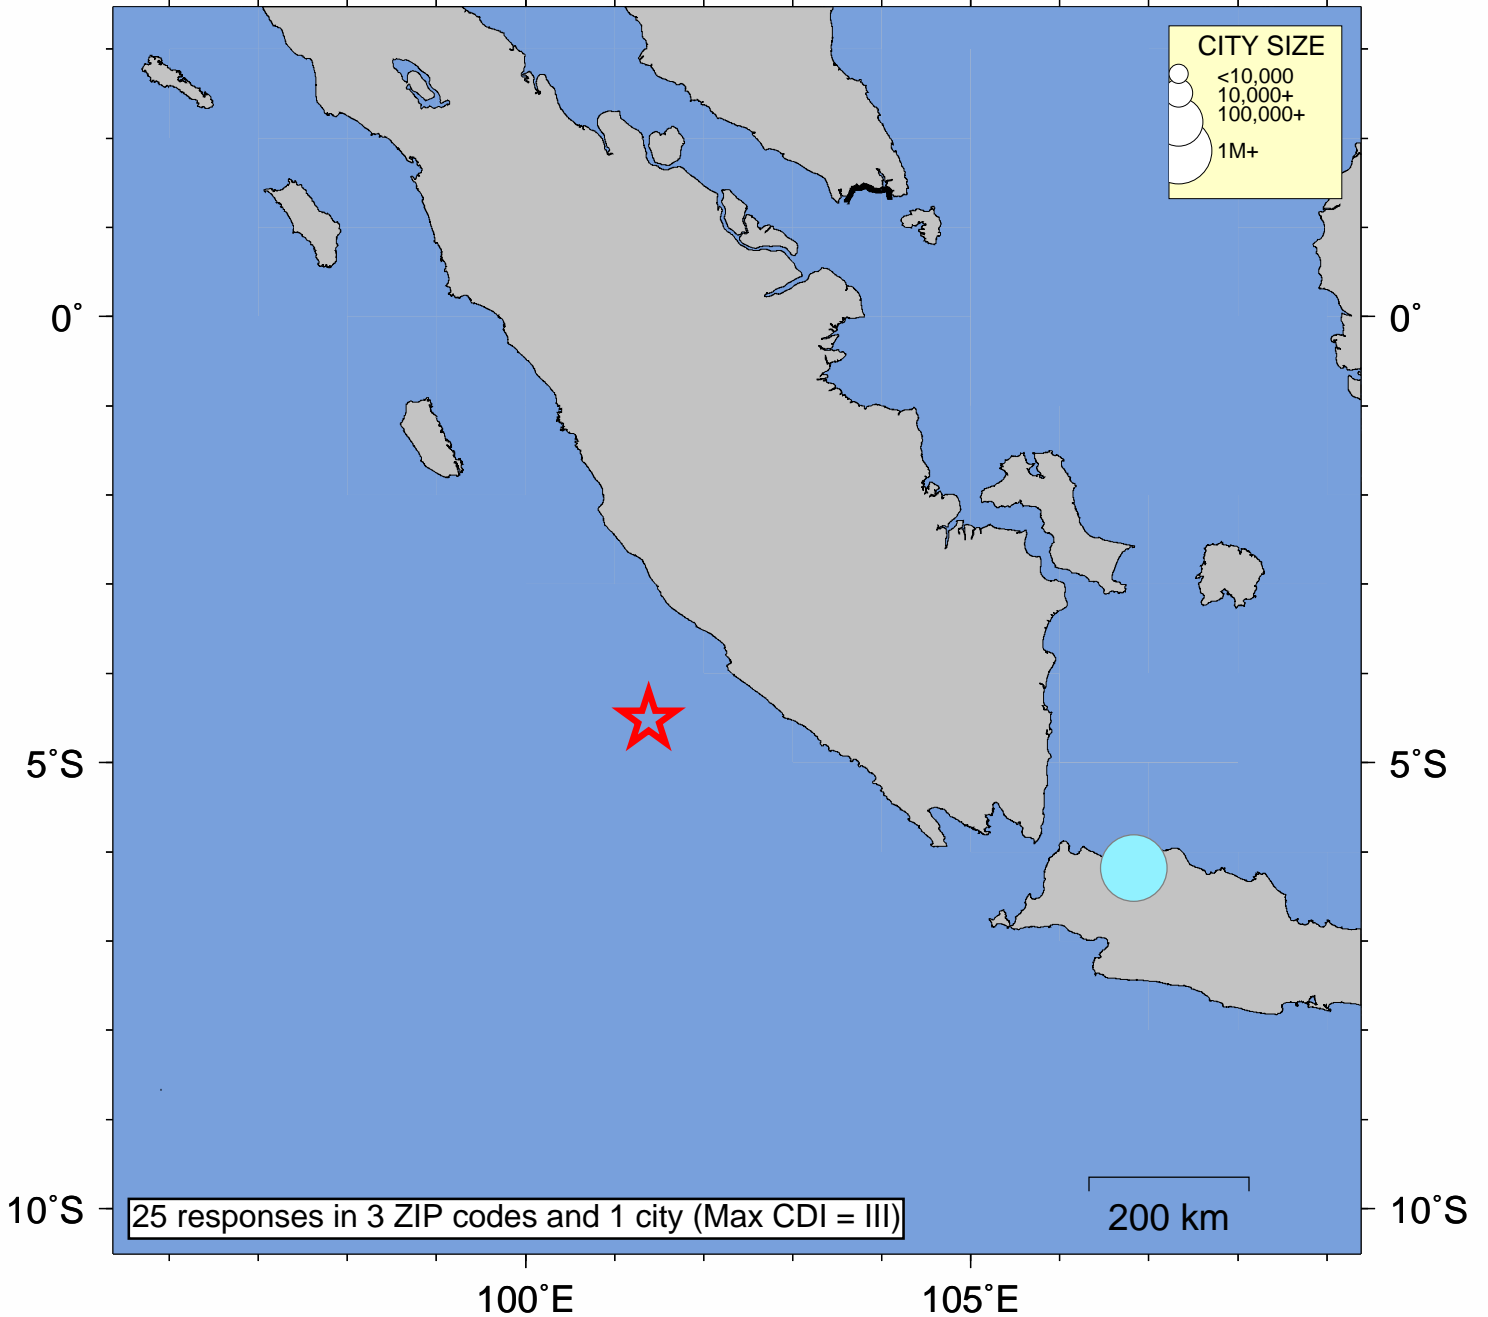 CITY SIZE
<10,000
10,000+
100,000+
1M+
0˚
0˚
5˚S
5˚S
10˚S
10˚S
25 responses in 3 ZIP codes and 1 city (Max CDI = III)
200 km
100˚E
105˚E